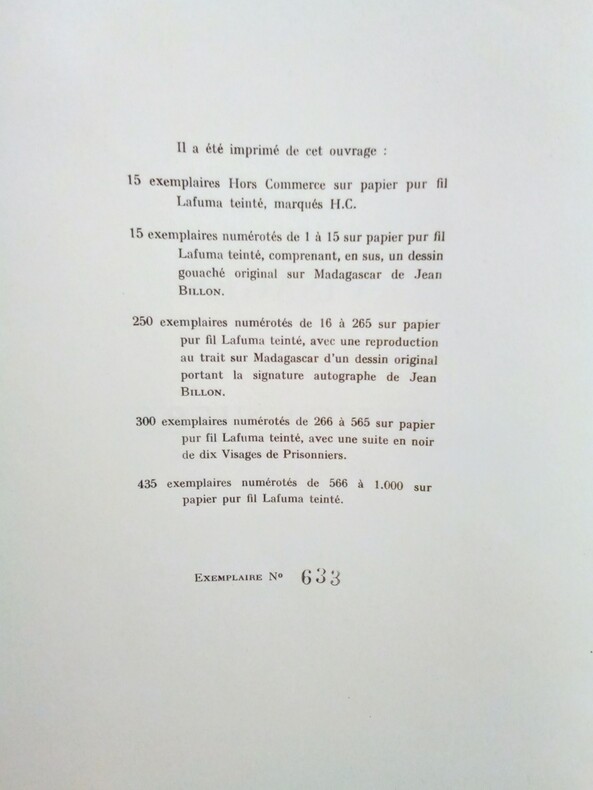 Il a été imprimé de cet ouvrage :
15 exemplaires Hors Commerce sur papier pur fil
Lafuma teinté, marqués H.C.
15 exemplaires numérotés de 1 à 15 sur papier pur fil
Lafuma teinté, comprenant, en sus, un dessin
gouaché original sur Madagascar de Jean
BILLON.
250 exemplaires numérotés de 16 à 265 sur papier
pur fil Lafuma teinté, avec une reproduction
au trait sur Madagascar d'un dessin original
portant la signature autographe de Jean
BILLON.
300 exemplaires numérotés de 266 à 565 sur papier
pur fil Lafuma teinté, avec une suite en noir
de dix Visages de Prisonniers.
435 exemplaires numérotés de 566 à 1.000 sur
papier pur fil Lafuma teinté.
EXEMPLAIRE Nº 633